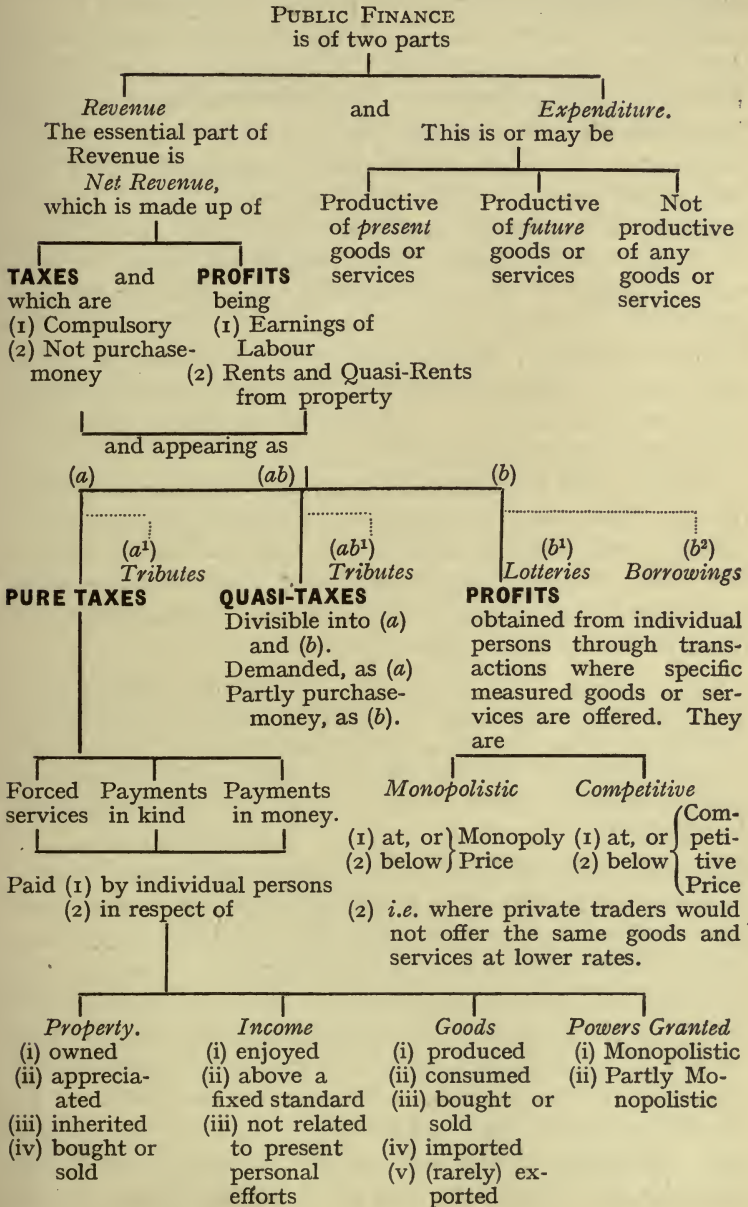 PUBLIC FINANCE
is of two parts
Revenue and Expenditure.
The essential part of
Revenue is
Net Revenue,
which is made up of
This is or may be
Productive
of present
goods or
services
Productive
of future
goods or
services
Not
productive
of any
goods or
services
TAXES and
which are
(1) Compulsory
(2) Not purchase-
money
PROFITS
being
(1) Earnings of
Labour
(2) Rents and Quasi-Rents
from property
and appearing as
(a) (ab) (b)
(a¹)
Tributes
(ab¹)
Tributes
(b¹)
Lotteries
(b²)
Borrowings
PURE TAXES
QUASI-TAXES
Divisible into (a)
and (b).
Demanded, as (a)
Partly purchase-
money, as (b).
PROFITS
obtained from individual
persons through trans-
actions where specific
measured goods or ser-
vices are offered. They
are
Forced
services
Payments
in kind
Payments
in money.
Paid (1) by individual persons
(2) in respect of
Monopolistic
(1) at, or
(2) below
Monopoly
Price
Competitive
(1) at, or
(2) below
Com-
peti-
tive
Price
(2) i.e. where private traders would
not offer the same goods and
services at lower rates.
Property.
(i) owned
(ii) apprecia-
ated
(iii) inherited
(iv) bought or
sold
Income
(i) enjoyed
(ii) above a
fixed standard
(iii) not related
to present
personal
efforts
Goods
(i) produced
(ii) consumed
(iii) bought or
sold
(iv) imported
(v) (rarely) ex-
ported
Powers Granted
(i) Monopolistic
(ii) Partly Mo-
nopolistic